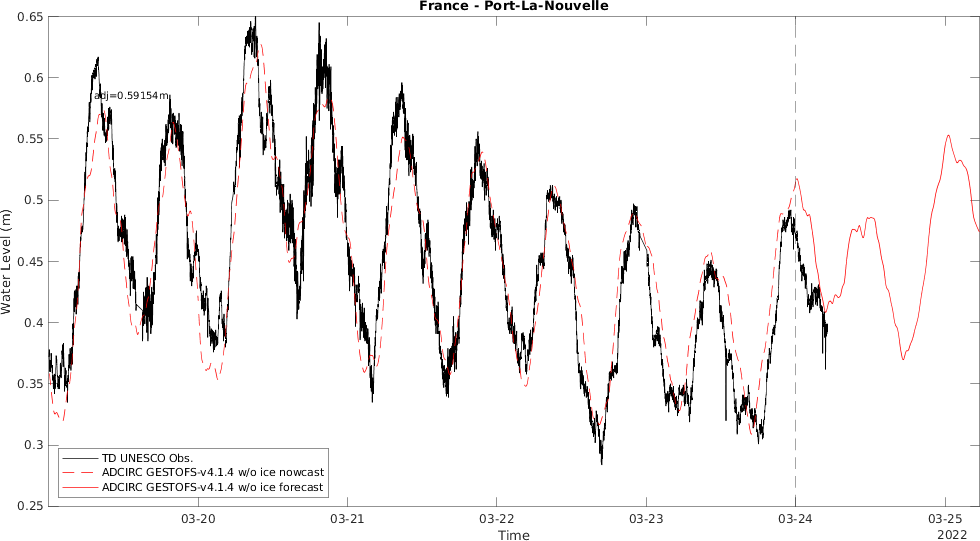 France - Port-La-Nouvelle
0.65
0.6
0.55
0.5
0.45
0.4
0.35
0.3
0.25
Water Level (m)
adj=0.59154m
TD UNESCO Obs.
ADCIRC GESTOFS-v4.1.4 w/o ice nowcast
ADCIRC GESTOFS-v4.1.4 w/o ice forecast
03-20
03-21
03-22
03-23
03-24
03-25
Time
2022